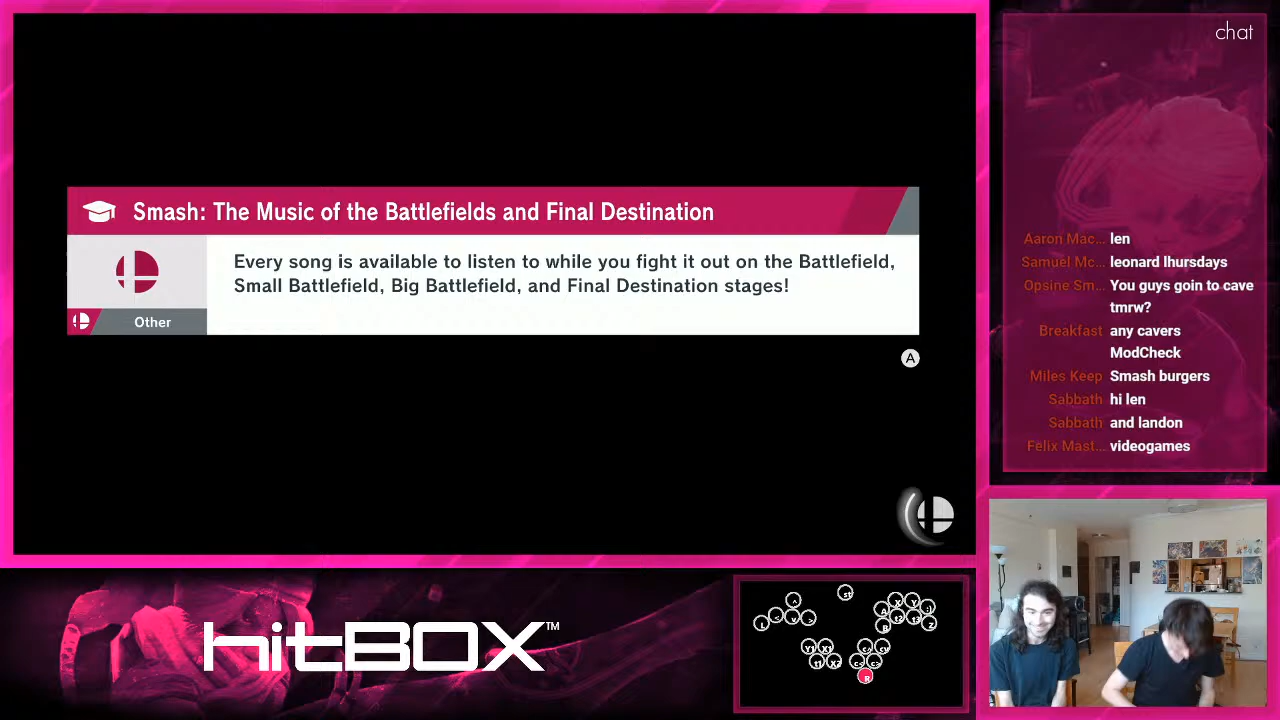 chat
Smash: The Music of the Battlefields and Final Destination
Every song is available to listen to while you fight it out on the Battlefield,
Small Battlefield, Big Battlefield, and Final Destination stages!
Other
A
Aaron Mac... len
Samuel Mc... leonard lhursdays
Opsine Sm... You guys goin to cave
tmrw?
Breakfast any cavers
ModCheck
Miles Keep Smash burgers
Sabbath hi len
Sabbath and landon
Felix Mast... videogames
hitBOX™
st
A
B
Z
Y1
R